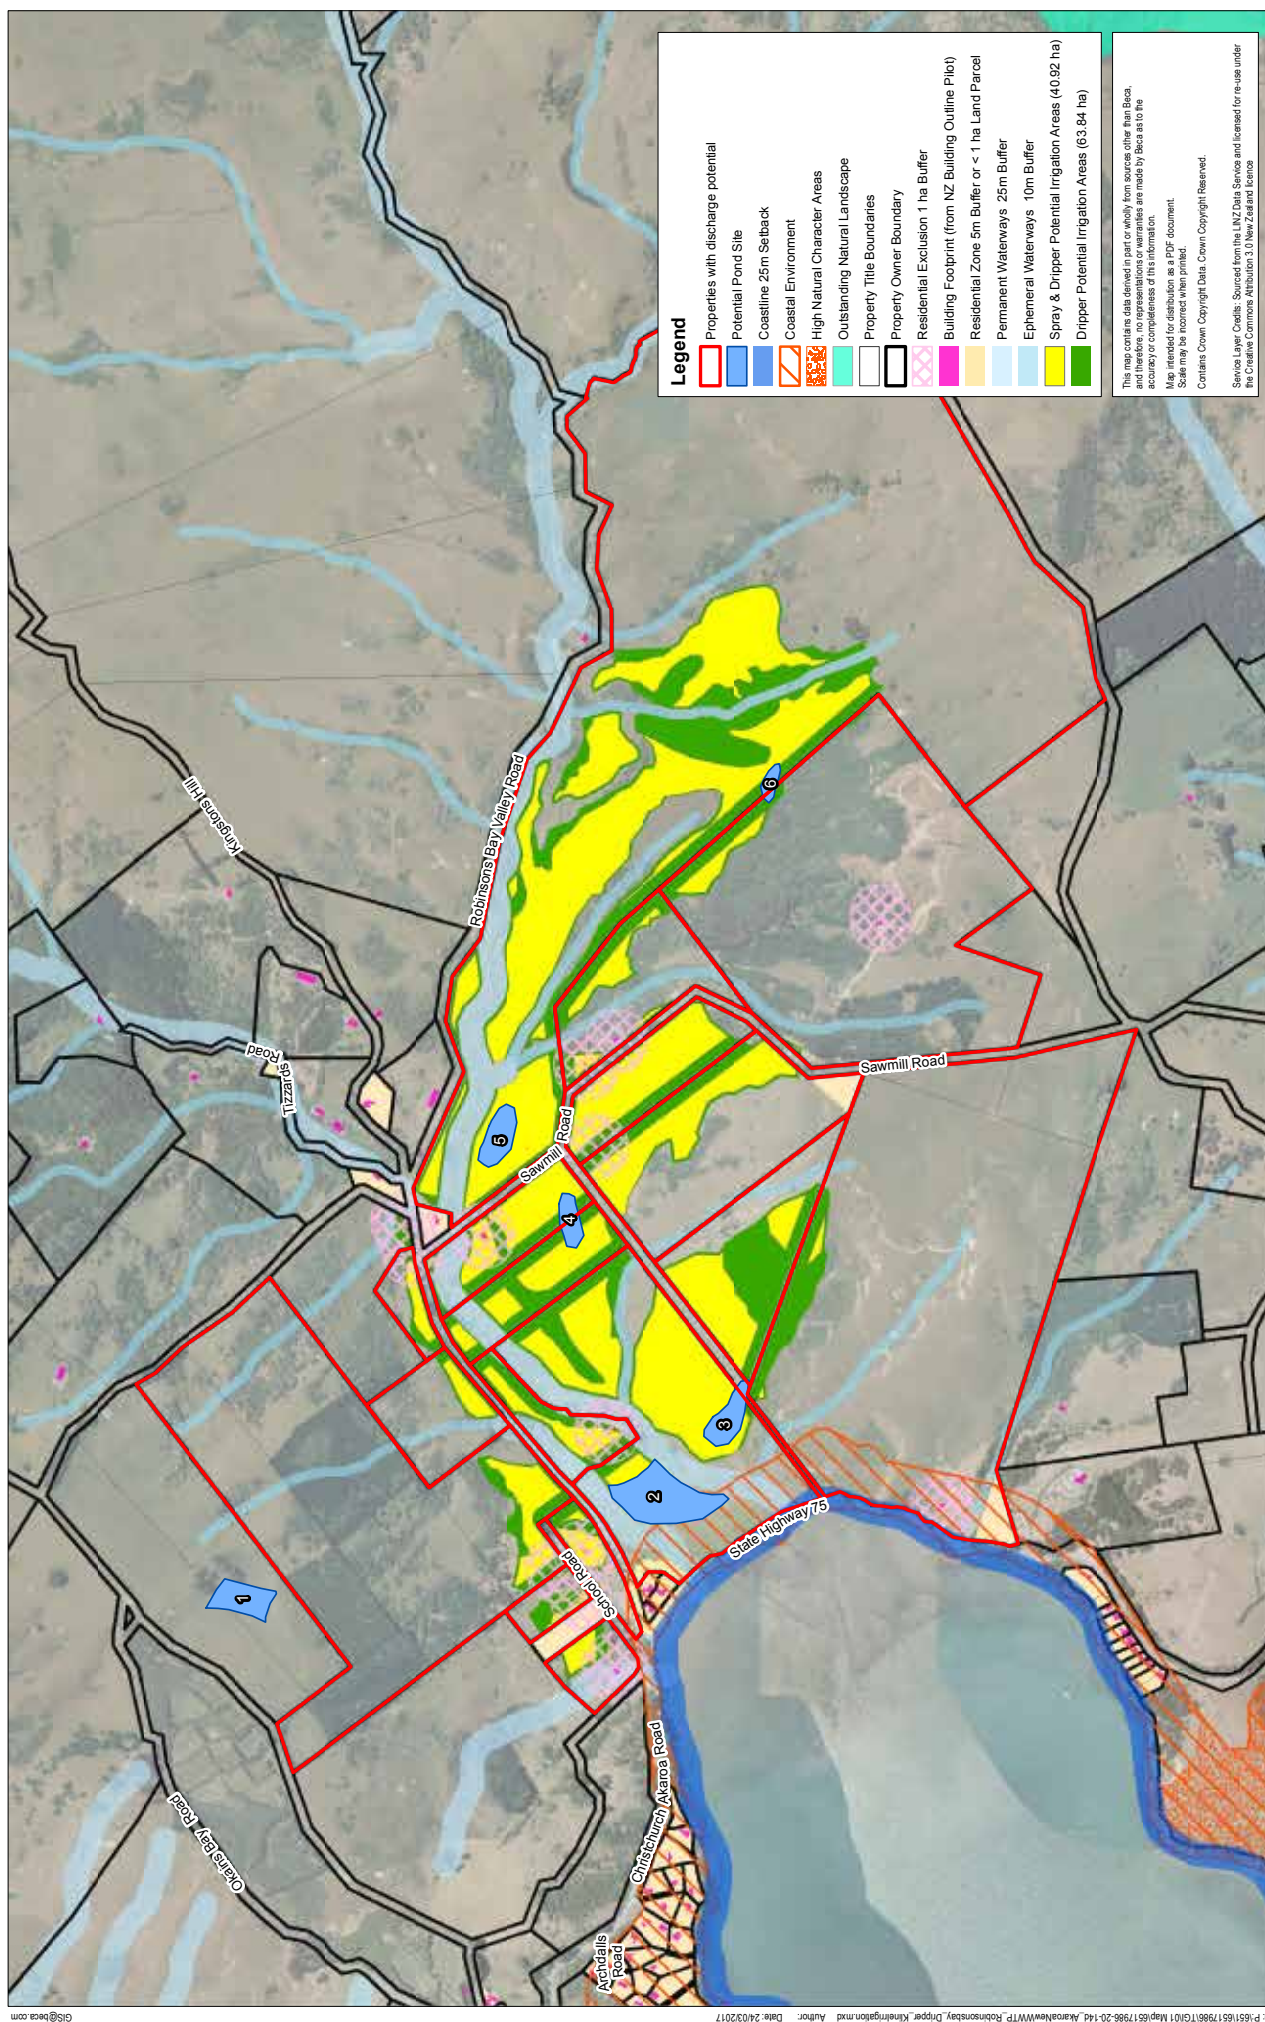 Legend
Properties with discharge potential
Potential Pond Site
Coastline 25m Setback
Coastal Environment
High Natural Character Areas
Outstanding Natural Landscape
Property Title Boundaries
Property Owner Boundary
Residential Exclusion 1 ha Buffer
Building Footprint (from NZ Building Outline Pilot)
Residential Zone 5m Buffer or < 1 ha Land Parcel
Permanent Waterways 25m Buffer
Ephemeral Waterways 10m Buffer
Spray & Dripper Potential Irrigation Areas (40.92 ha)
Dripper Potential Irrigation Areas (63.84 ha)
This map contains data derived in part or wholly from sources other than Beca,
and therefore, no representations or warranties are made by Beca as to the
accuracy or completeness of this information.
Map intended for distribution as a PDF document.
Scale may be incorrect when printed.
Contains Crown Copyright Data. Crown Copyright Reserved.
Service Layer Credits: Sourced from the LINZ Data Service and licensed for re-use under
the Creative Commons Attribution 3.0 New Zealand licence
Okains Bay Road
Kingstons Hill
Tizzards
Road
Robinsons Bay Valley Road
Sawmill Road
Sawmill Road
School Road
State Highway 75
Christchurch Akaroa Road
Archdalls
Road
1
2
3
4
5
6
GIS@beca.com
Author: Date: 24/03/2017